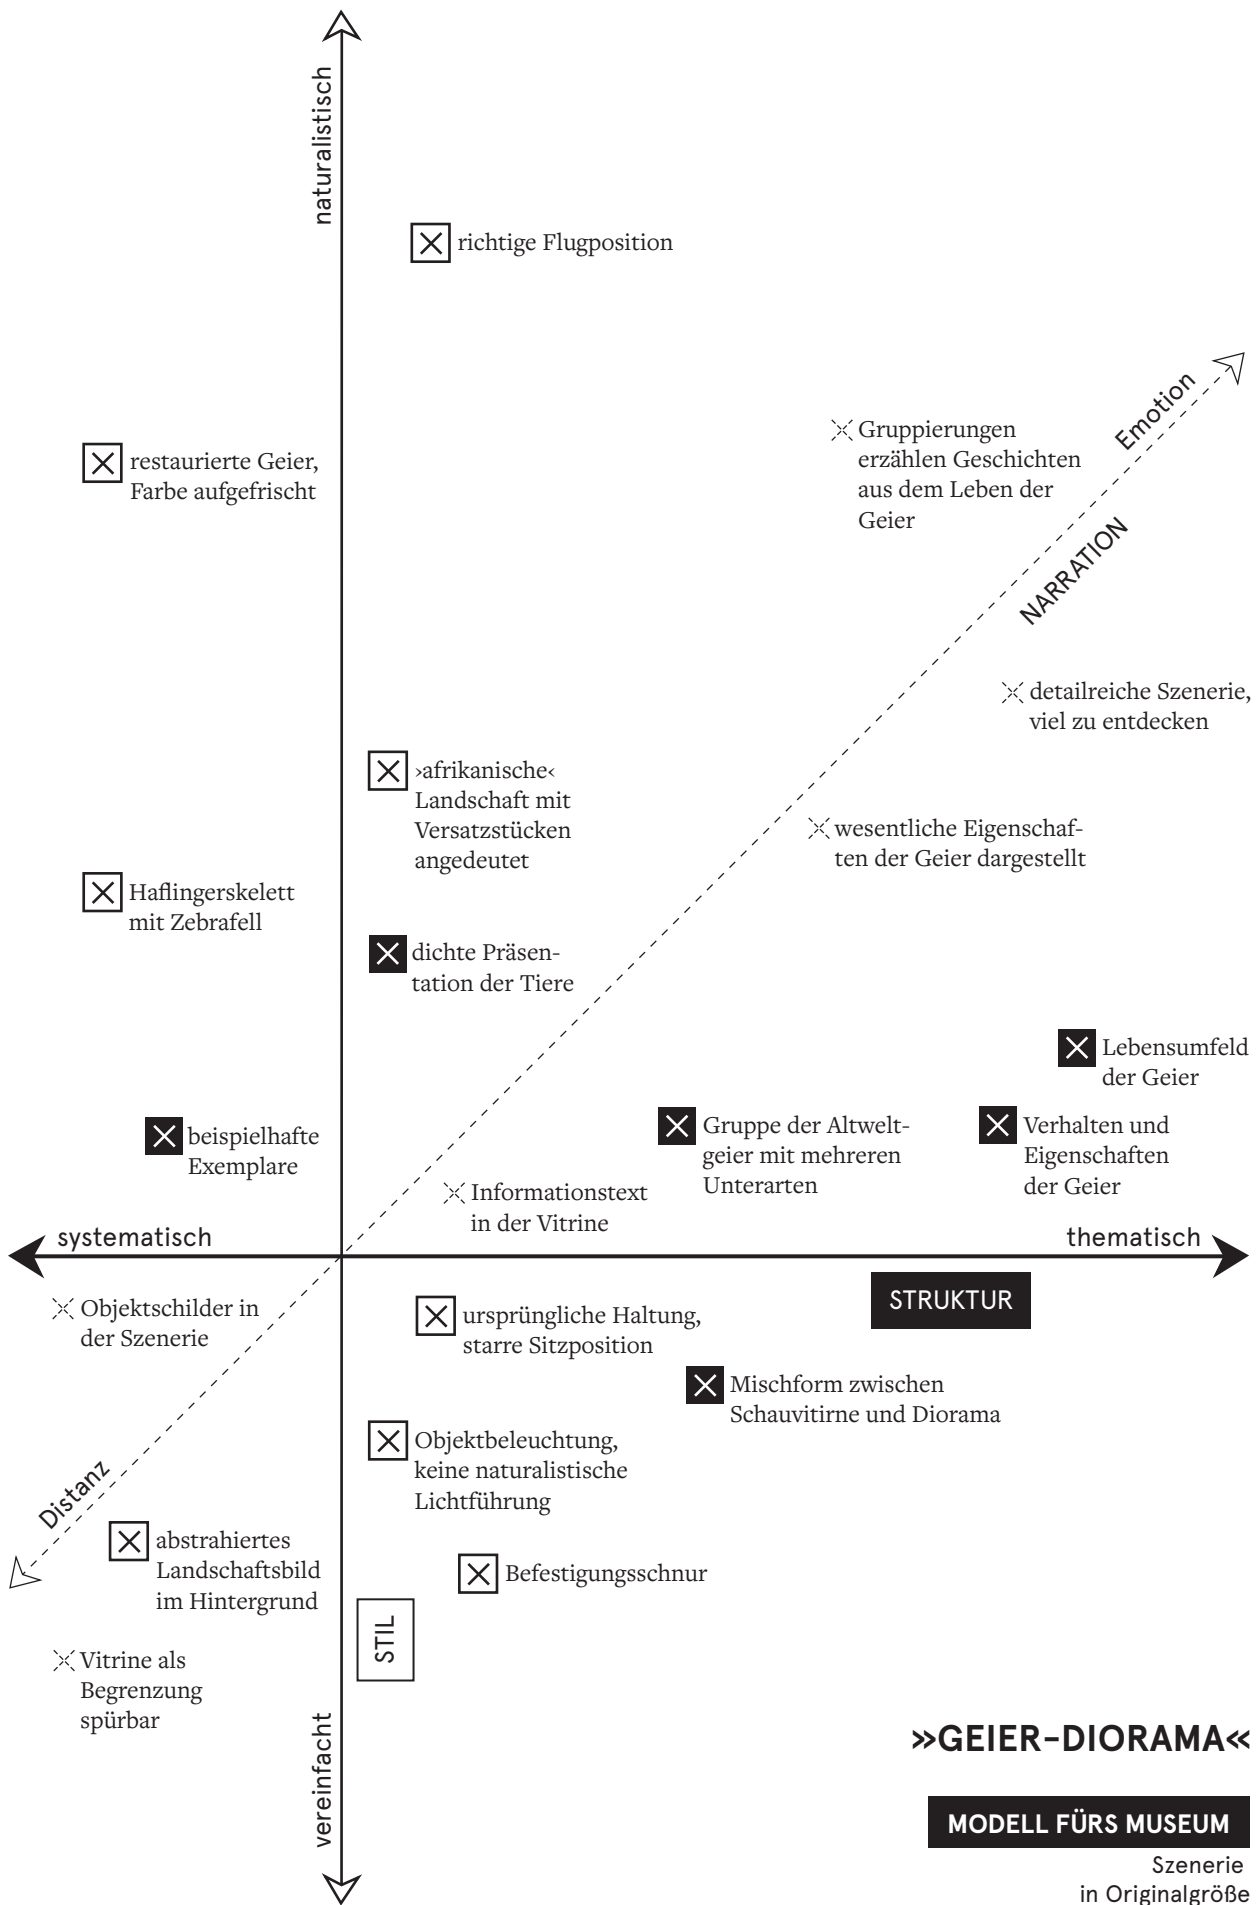 naturalistisch
richtige Flugposition
Emotion
Gruppierungen
erzählen Geschichten
aus dem Leben der
Geier
restaurierte Geier,
Farbe aufgefrischt
NARRATION
detailreiche Szenerie,
viel zu entdecken
›afrikanische‹
Landschaft mit
Versatzstücken
angedeutet
wesentliche Eigenschaf-
ten der Geier dargestellt
Haflingerskelett
mit Zebrafell
dichte Präsen-
tation der Tiere
Lebensumfeld
der Geier
beispielhafte
Exemplare
Gruppe der Altwelt-
geier mit mehreren
Unterarten
Verhalten und
Eigenschaften
der Geier
Informationstext
in der Vitrine
systematisch
thematisch
STRUKTUR
Objektschilder in
der Szenerie
ursprüngliche Haltung,
starre Sitzposition
Mischform zwischen
Schauvitirne und Diorama
Objektbeleuchtung,
keine naturalistische
Lichtführung
Distanz
abstrahiertes
Landschaftsbild
im Hintergrund
Befestigungsschnur
STIL
Vitrine als
Begrenzung
spürbar
vereinfacht
»GEIER–DIORAMA«
MODELL FÜRS MUSEUM
Szenerie
in Originalgröße